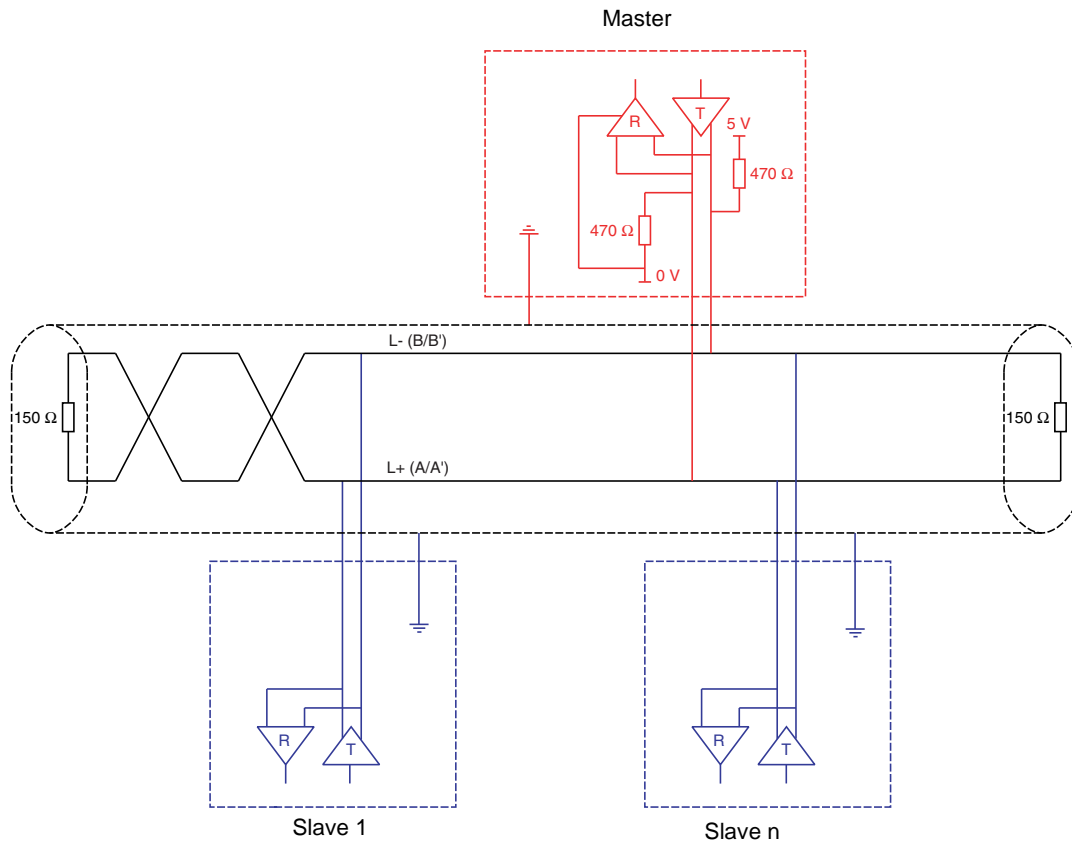 Master
R
T
5 V
470 Ω
470 Ω
0 V
L- (B/B')
150 Ω
150 Ω
L+ (A/A')
R
T
R
T
Slave 1
Slave n